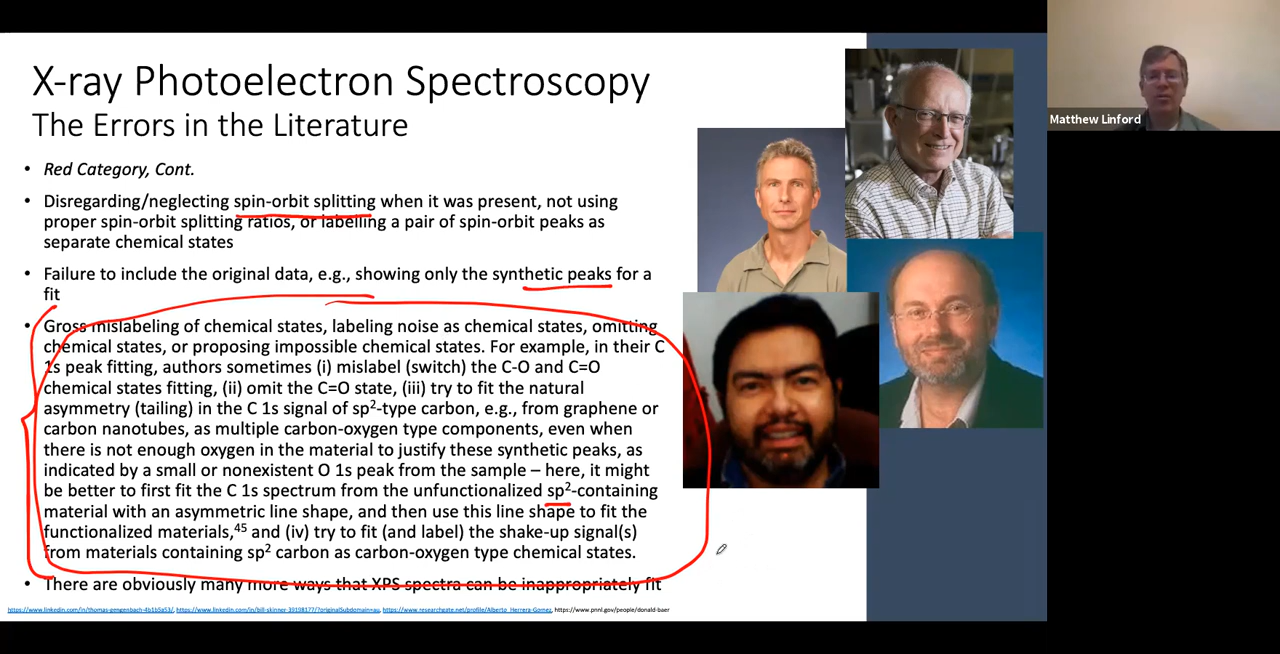 X-ray Photoelectron Spectroscopy
The Errors in the Literature
• Red Category, Cont.
• Disregarding/neglecting spin-orbit splitting when it was present, not using
proper spin-orbit splitting ratios, or labelling a pair of spin-orbit peaks as
separate chemical states
• Failure to include the original data, e.g., showing only the synthetic peaks for a
fit
• Gross mislabeling of chemical states, labeling noise as chemical states, omitting
chemical states, or proposing impossible chemical states. For example, in their C
1s peak fitting, authors sometimes (i) mislabel (switch) the C-O and C=O
chemical states fitting, (ii) omit the C=O state, (iii) try to fit the natural
asymmetry (tailing) in the C 1s signal of sp²-type carbon, e.g., from graphene or
carbon nanotubes, as multiple carbon-oxygen type components, even when
there is not enough oxygen in the material to justify these synthetic peaks, as
indicated by a small or nonexistent O 1s peak from the sample – here, it might
be better to first fit the C 1s spectrum from the unfunctionalized sp²-containing
material with an asymmetric line shape, and then use this line shape to fit the
functionalized materials,⁴⁵ and (iv) try to fit (and label) the shake-up signal(s)
from materials containing sp² carbon as carbon-oxygen type chemical states.
• There are obviously many more ways that XPS spectra can be inappropriately fit
https://www.pnnl.gov/people/donald-baer
Matthew Linford